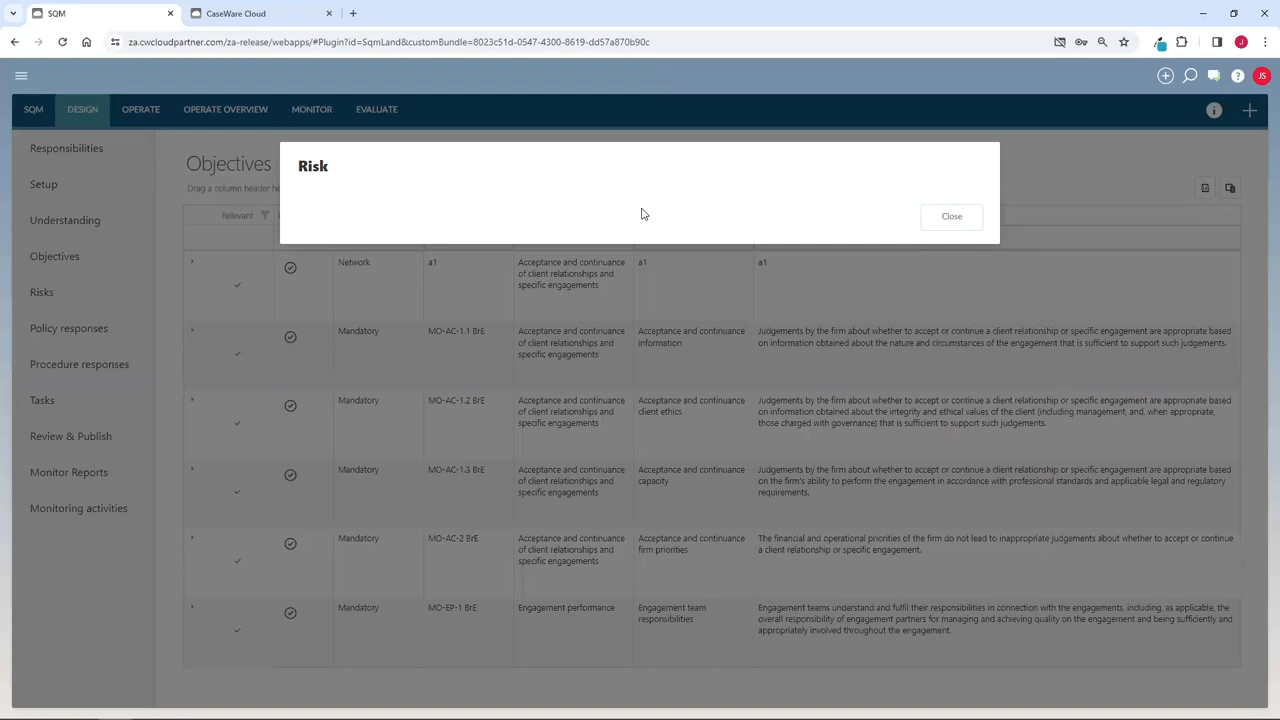 SQM
CaseWare Cloud
za.cwcloudpartner.com/za-release/webapps/#Plugin?id=SqmLand&customBundle=8023c51d-0547-4300-8619-dd57a870b90c
J
JS
SQM
DESIGN
OPERATE
OPERATE OVERVIEW
MONITOR
EVALUATE
Responsibilities
Setup
Understanding
Objectives
Risks
Policy responses
Procedure responses
Tasks
Review & Publish
Monitor Reports
Monitoring activities
Objectives
Drag a column header he
Risk
Close
Relevant
Network
a1
Acceptance and continuance
of client relationships and
specific engagements
a1
a1
Mandatory
MO-AC-1.1 BrE
Acceptance and continuance
of client relationships and
specific engagements
Acceptance and continuance
information
Judgements by the firm about whether to accept or continue a client relationship or specific engagement are appropriate based
on information obtained about the nature and circumstances of the engagement that is sufficient to support such judgements.
Mandatory
MO-AC-1.2 BrE
Acceptance and continuance
of client relationships and
specific engagements
Acceptance and continuance
client ethics
Judgements by the firm about whether to accept or continue a client relationship or specific engagement are appropriate based
on information obtained about the integrity and ethical values of the client (including management, and, when appropriate,
those charged with governance) that is sufficient to support such judgements.
Mandatory
MO-AC-1.3 BrE
Acceptance and continuance
of client relationships and
specific engagements
Acceptance and continuance
capacity
Judgements by the firm about whether to accept or continue a client relationship or specific engagement are appropriate based
on the firm's ability to perform the engagement in accordance with professional standards and applicable legal and regulatory
requirements.
Mandatory
MO-AC-2 BrE
Acceptance and continuance
of client relationships and
specific engagements
Acceptance and continuance
firm priorities
The financial and operational priorities of the firm do not lead to inappropriate judgements about whether to accept or continue
a client relationship or specific engagement.
Mandatory
MO-EP-1 BrE
Engagement performance
Engagement team
responsibilities
Engagement teams understand and fulfil their responsibilities in connection with the engagements, including, as applicable, the
overall responsibility of engagement partners for managing and achieving quality on the engagement and being sufficiently and
appropriately involved throughout the engagement.